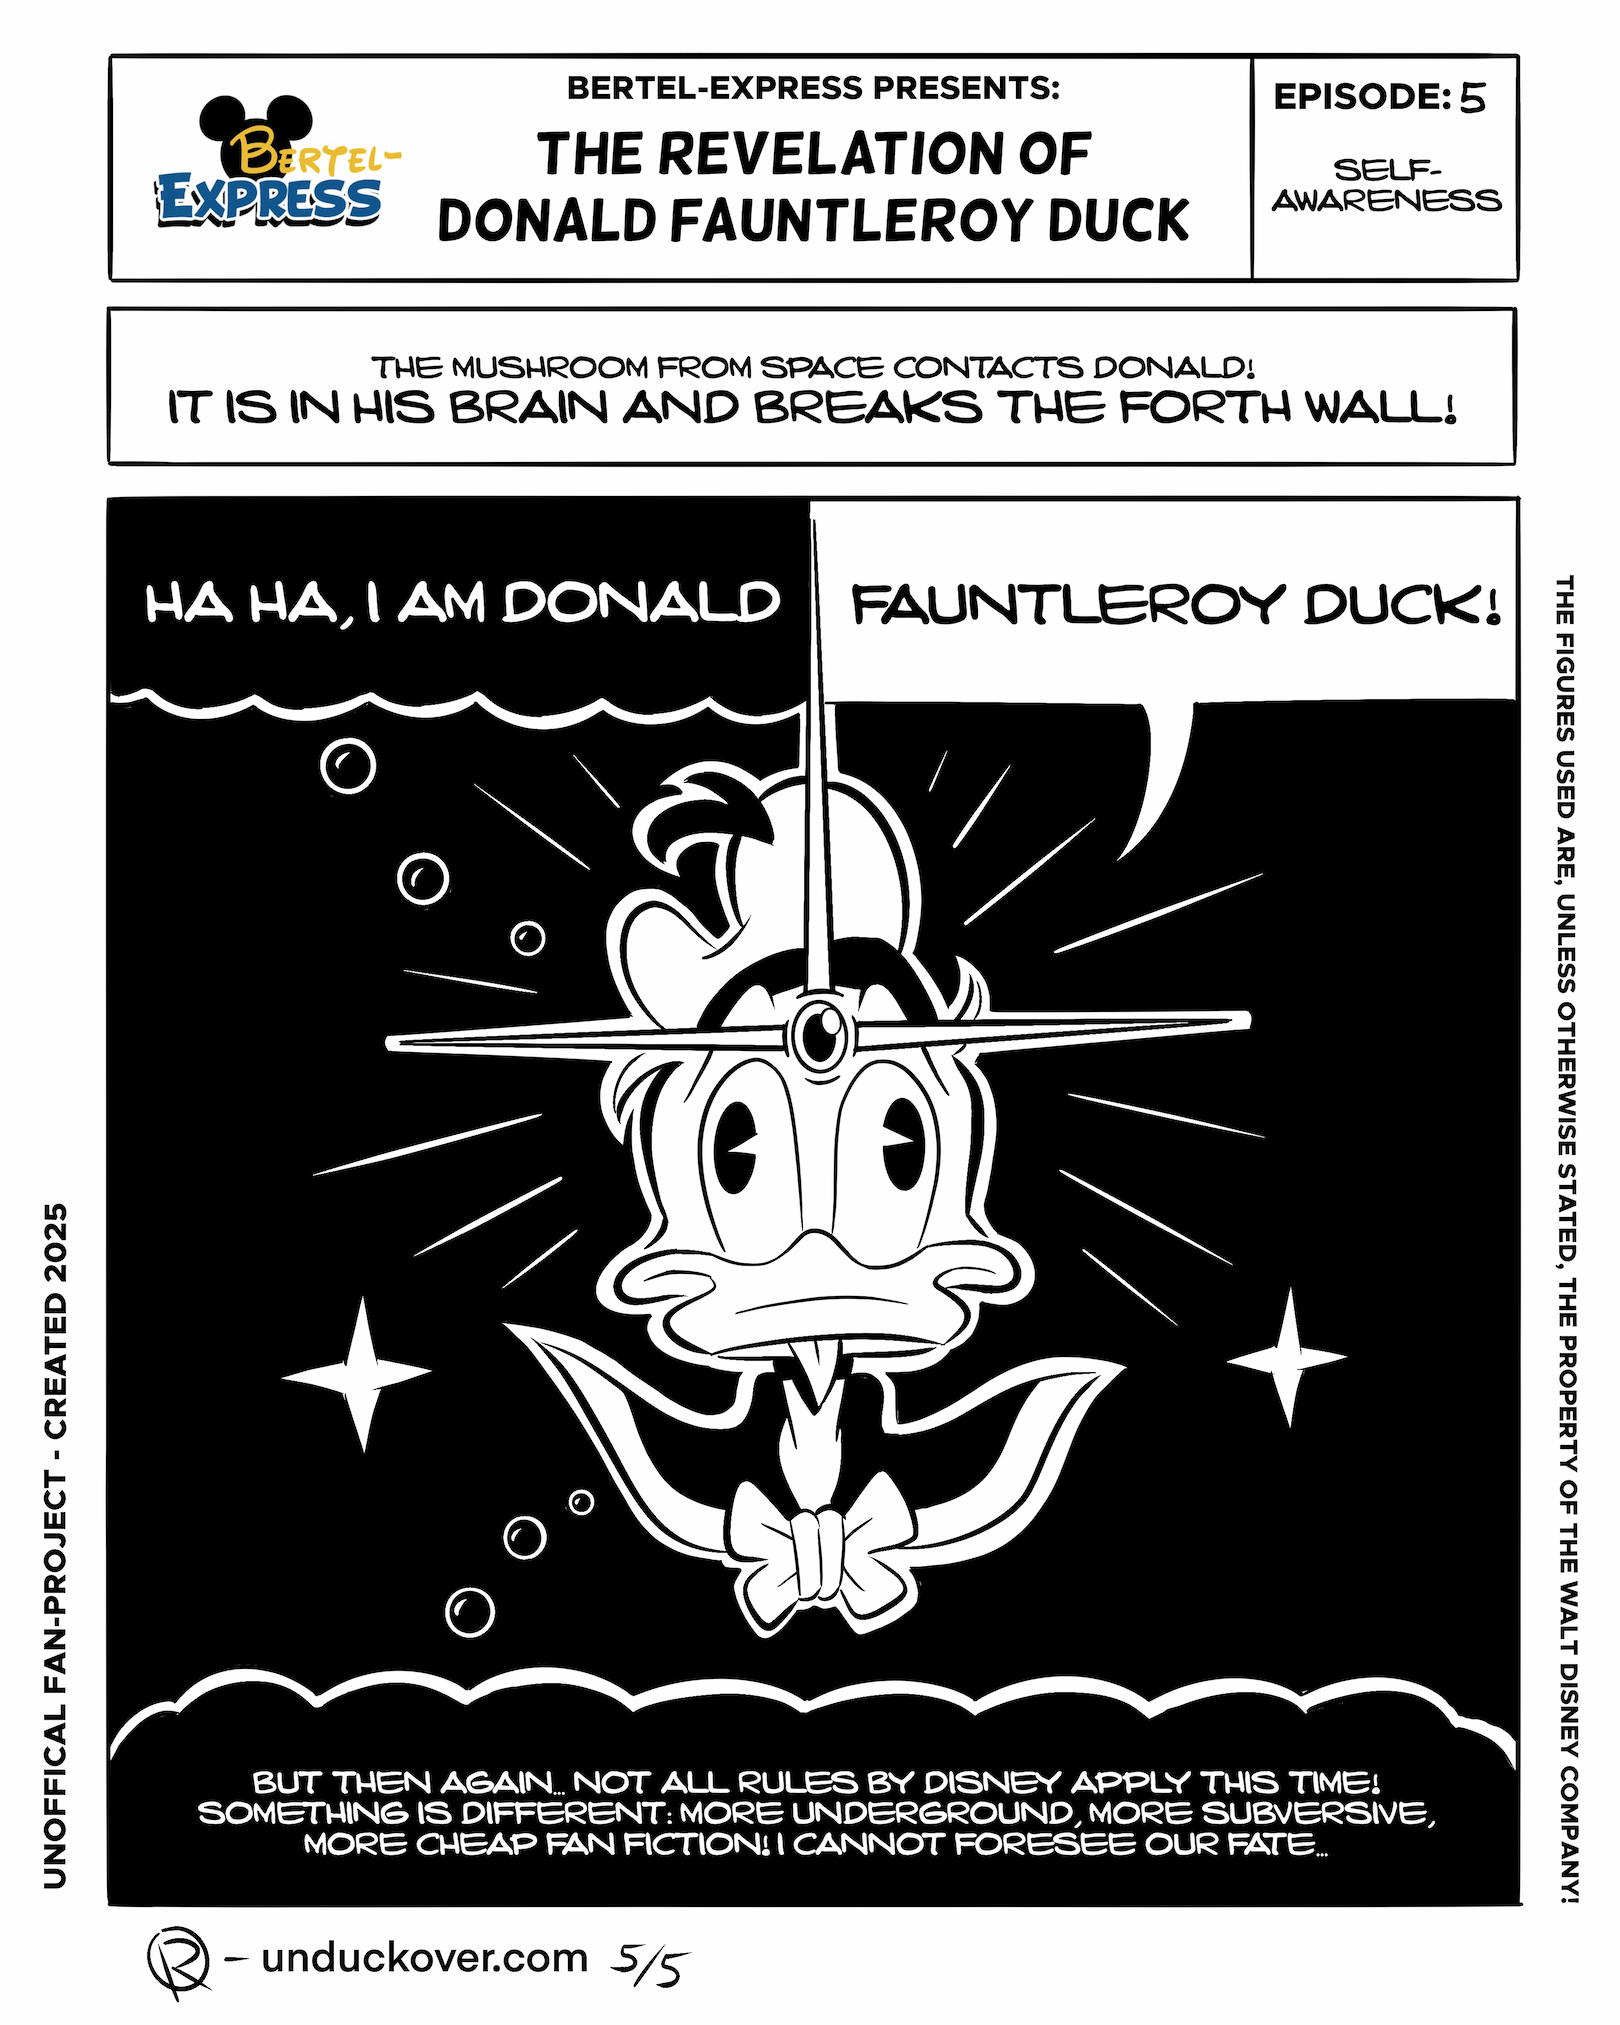 BERTEL-EXPRESS
BERTEL-EXPRESS PRESENTS:
THE REVELATION OF
DONALD FAUNTLEROY DUCK
EPISODE: 5
SELF-
AWARENESS
THE MUSHROOM FROM SPACE CONTACTS DONALD!
IT IS IN HIS BRAIN AND BREAKS THE FORTH WALL!
HA HA, I AM DONALD
FAUNTLEROY DUCK!
BUT THEN AGAIN... NOT ALL RULES BY DISNEY APPLY THIS TIME!
SOMETHING IS DIFFERENT: MORE UNDERGROUND, MORE SUBVERSIVE,
MORE CHEAP FAN FICTION! I CANNOT FORESEE OUR FATE...
UNOFFICAL FAN-PROJECT - CREATED 2025
THE FIGURES USED ARE, UNLESS OTHERWISE STATED, THE PROPERTY OF THE WALT DISNEY COMPANY!
R – unduckover.com 5/5